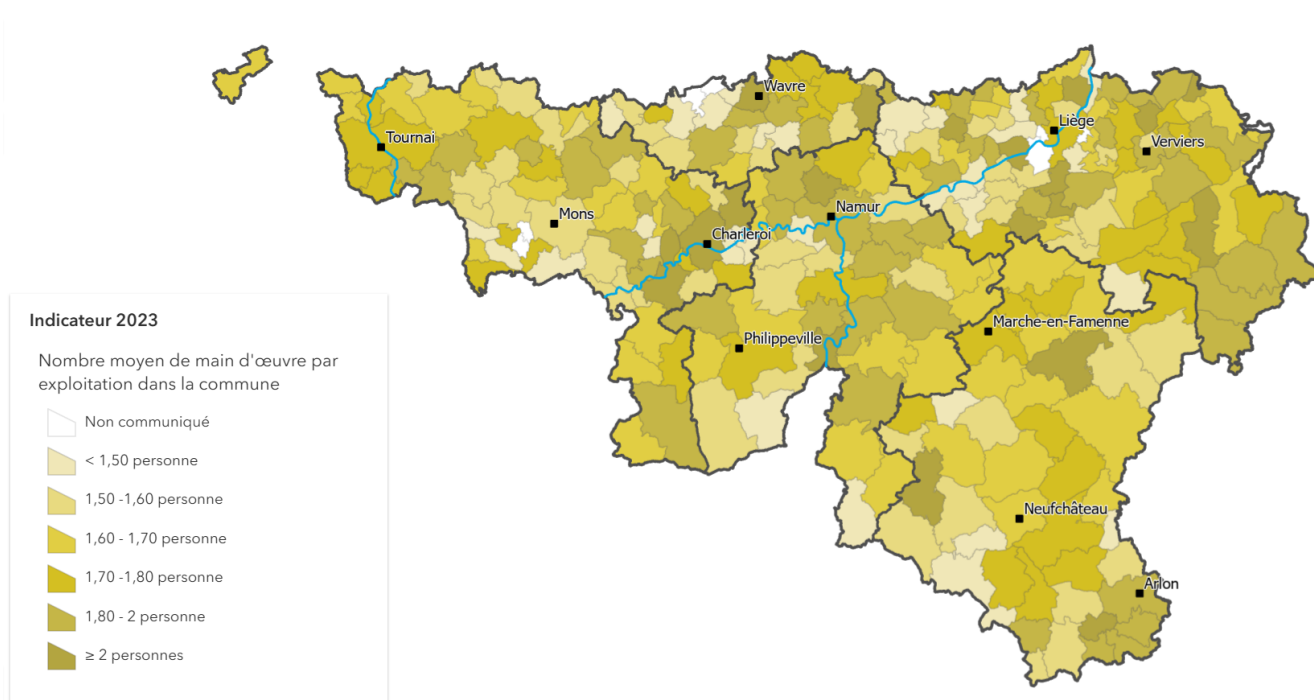 Wavre
Liège
Tournai
Verviers
Namur
Mons
Charleroi
Indicateur 2023
Marche-en-Famenne
Philippeville
Nombre moyen de main d'œuvre par
exploitation dans la commune
Non communiqué
< 1,50 personne
1,50 -1,60 personne
Neufchâteau
1,60 - 1,70 personne
1,70 -1,80 personne
Arlon
1,80 - 2 personne
≥ 2 personnes